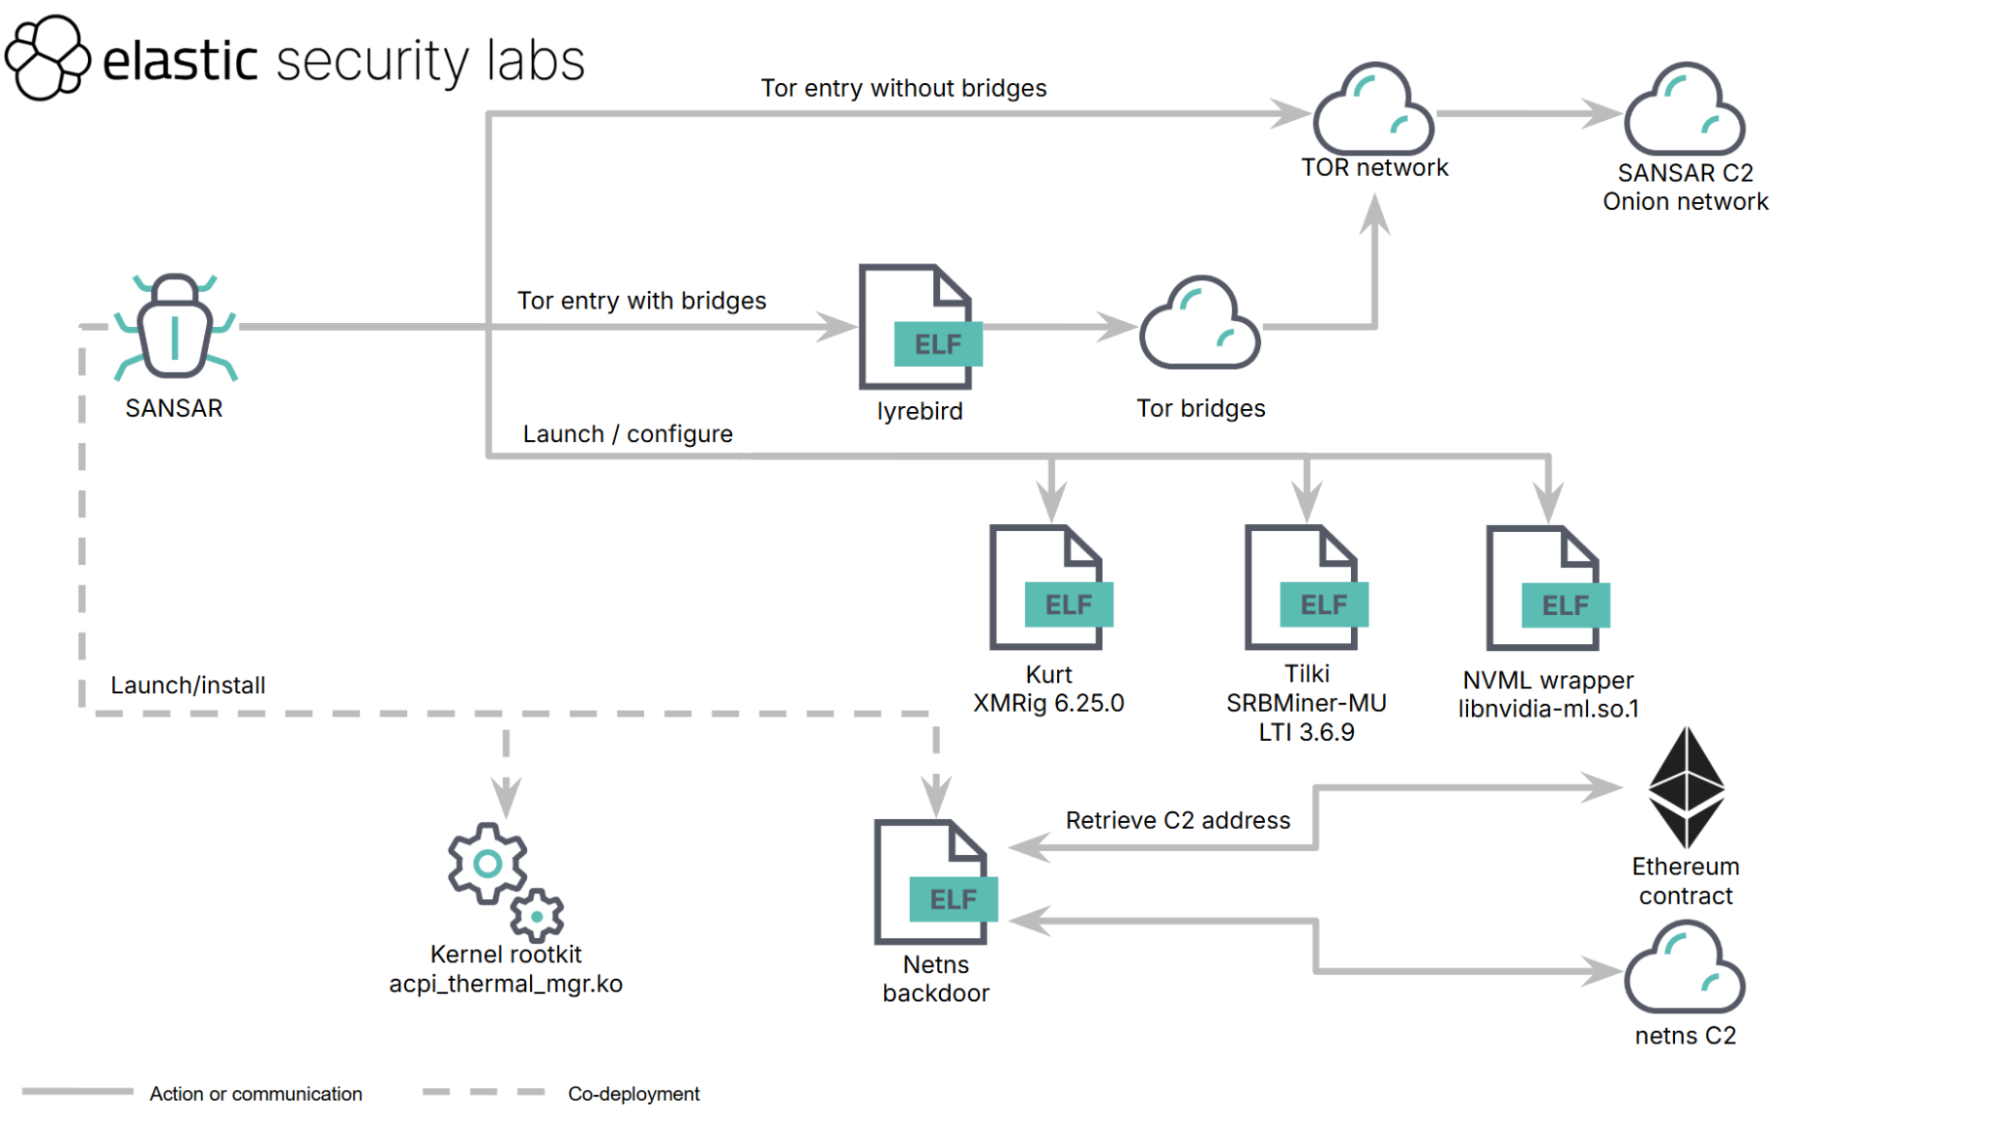 elastic security labs
Tor entry without bridges
TOR network
SANSAR C2
Onion network
Tor entry with bridges
ELF
SANSAR
lyrebird
Tor bridges
Launch / configure
ELF
ELF
ELF
Kurt
XMRig 6.25.0
Tilki
SRBMiner-MU
LTI 3.6.9
NVML wrapper
libnvidia-ml.so.1
Launch/install
Retrieve C2 address
Ethereum
contract
ELF
Kernel rootkit
acpi_thermal_mgr.ko
Netns
backdoor
netns C2
Action or communication
Co-deployment